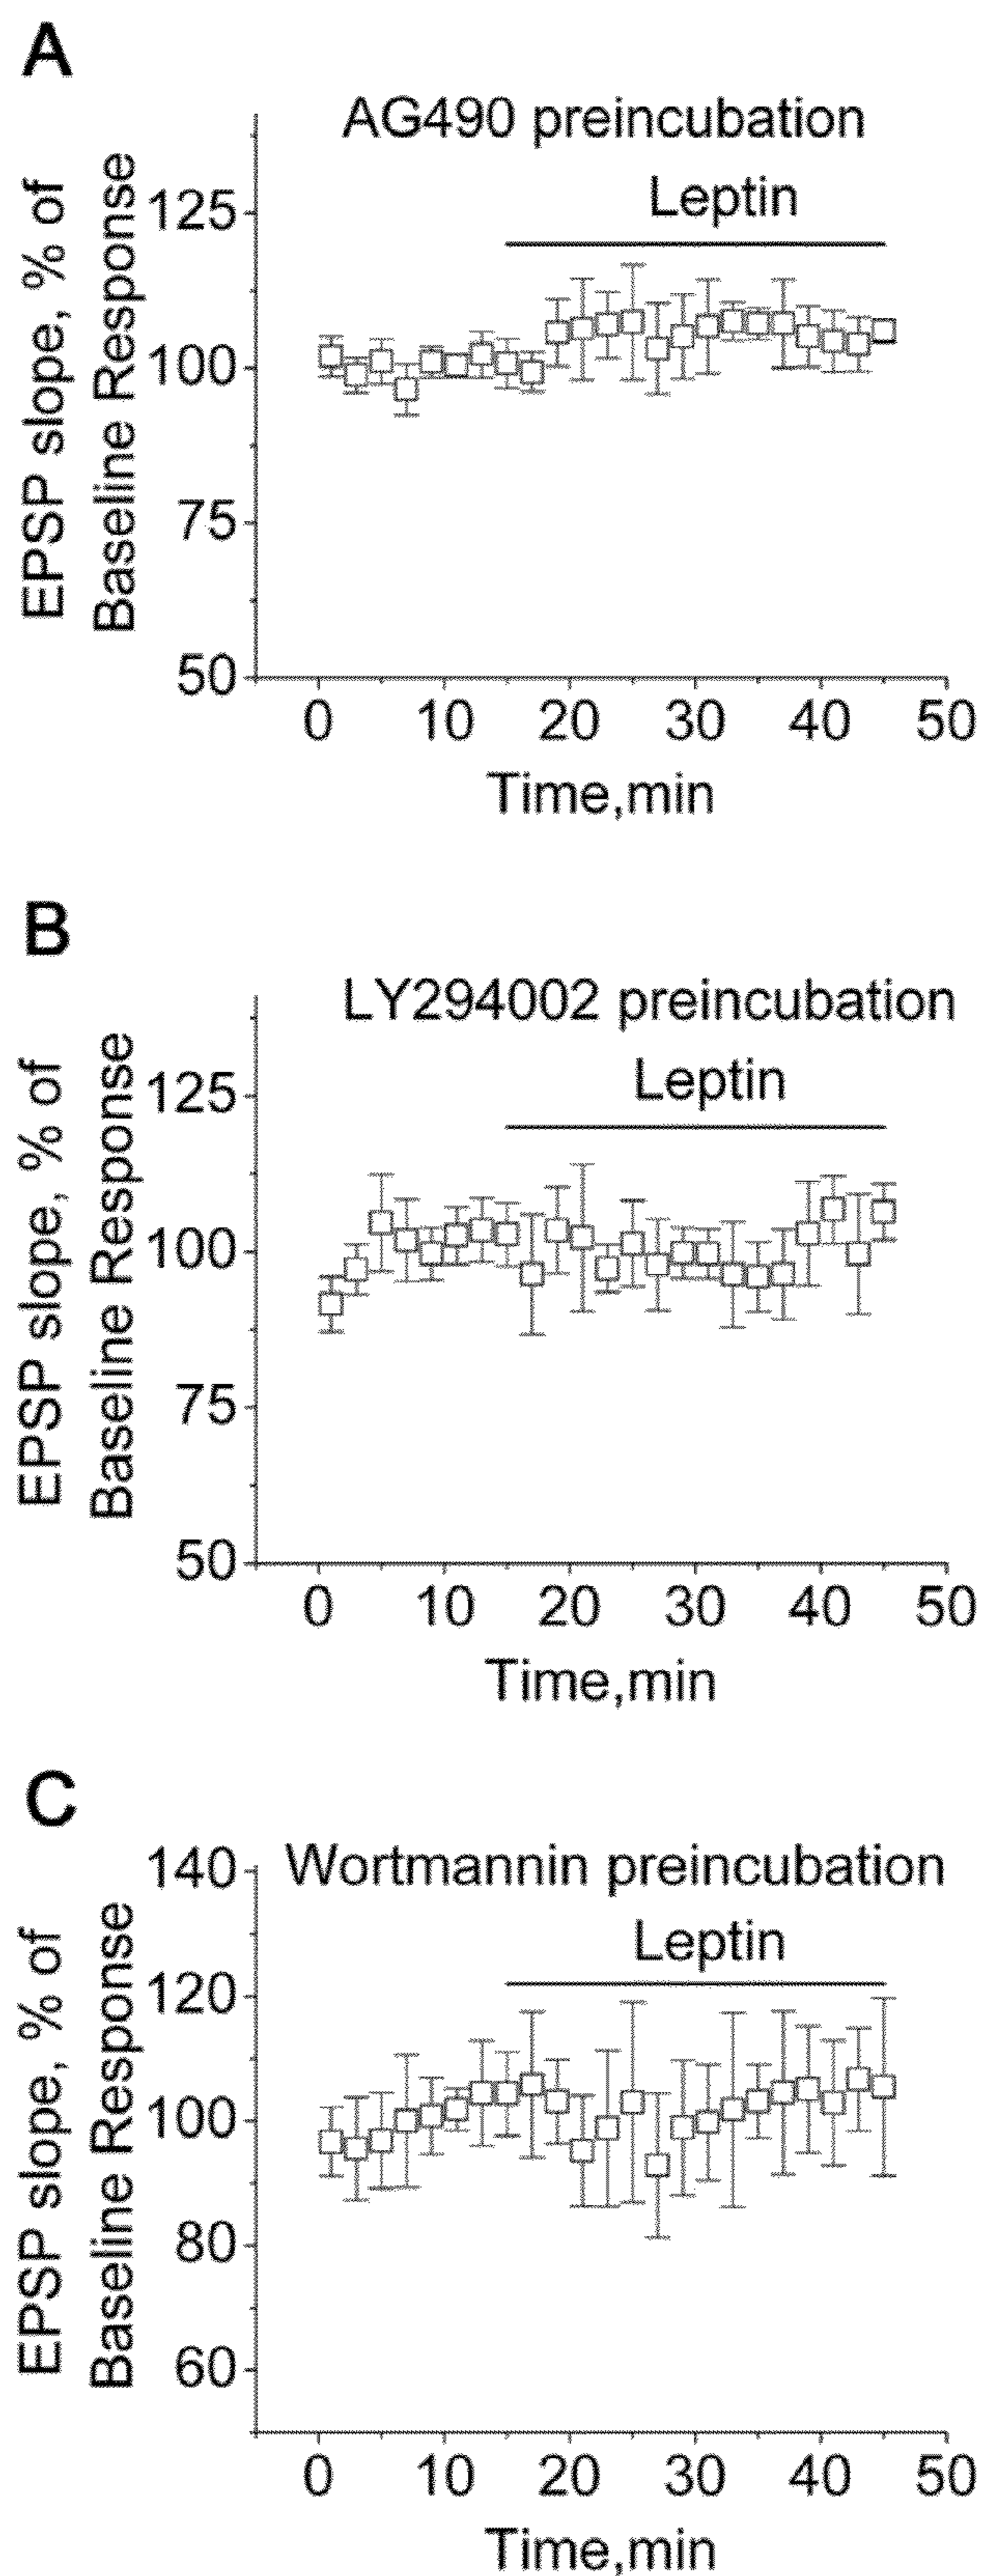 A
AG490 preincubation
Leptin
EPSP slope, % of
Baseline Response
125
100
75
50
0 10 20 30 40 50
Time,min
B
LY294002 preincubation
Leptin
EPSP slope, % of
Baseline Response
125
100
75
50
0 10 20 30 40 50
Time,min
C
Wortmannin preincubation
Leptin
EPSP slope, % of
Baseline Response
140
120
100
80
60
0 10 20 30 40 50
Time,min